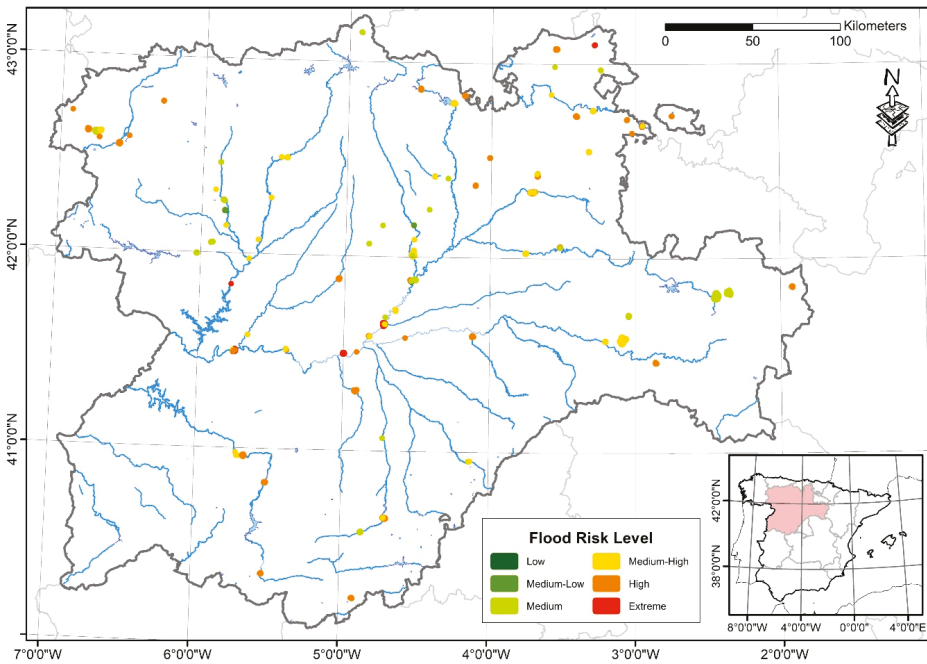 Kilometers
0 50 100
N
43°0'0"N
42°0'0"N
41°0'0"N
7°0'0"W 6°0'0"W 5°0'0"W 4°0'0"W 3°0'0"W 2°0'0"W
Flood Risk Level
Low Medium-High
Medium-Low High
Medium Extreme
42°0'0"N
38°0'0"N
8°0'0"W 4°0'0"W 0°0'0"W 4°0'0"E